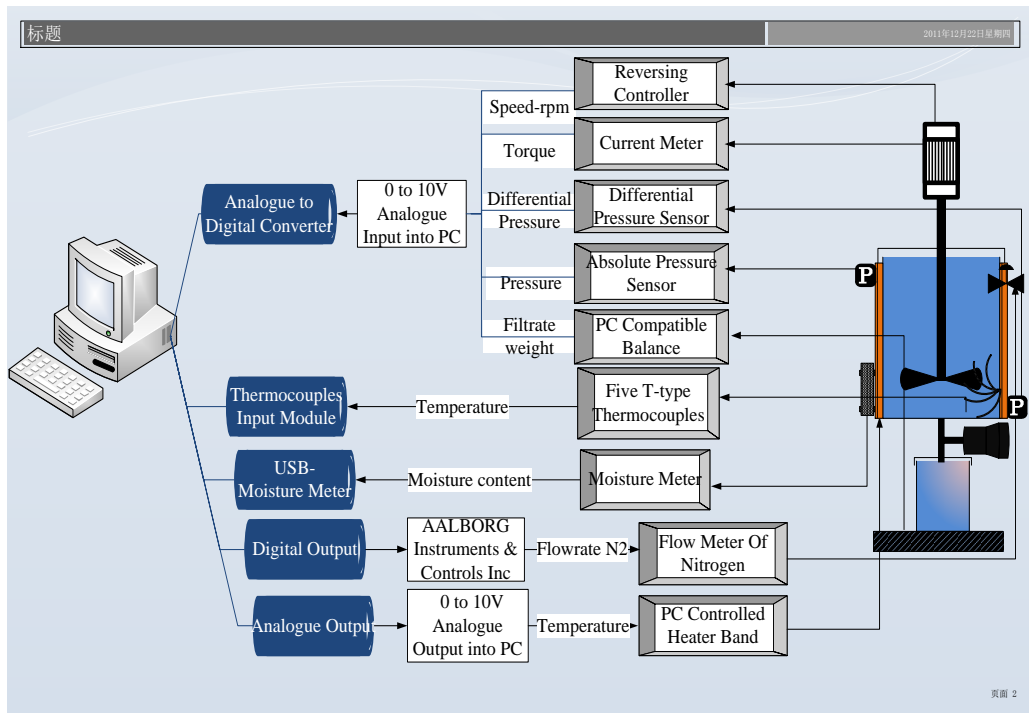 标题
2011年12月22日星期四
Reversing
Controller
Speed-rpm
Current Meter
Torque
Analogue to
Digital Converter
0 to 10V
Analogue
Input into PC
Differential
Pressure
Differential
Pressure Sensor
Absolute Pressure
Sensor
Pressure
P
Filtrate
weight
PC Compatible
Balance
Thermocouples
Input Module
Temperature
Five T-type
Thermocouples
P
USB-
Moisture Meter
Moisture content
Moisture Meter
Digital Output
AALBORG
Instruments &
Controls Inc
Flowrate N2
Flow Meter Of
Nitrogen
Analogue Output
0 to 10V
Analogue
Output into PC
Temperature
PC Controlled
Heater Band
页面 2